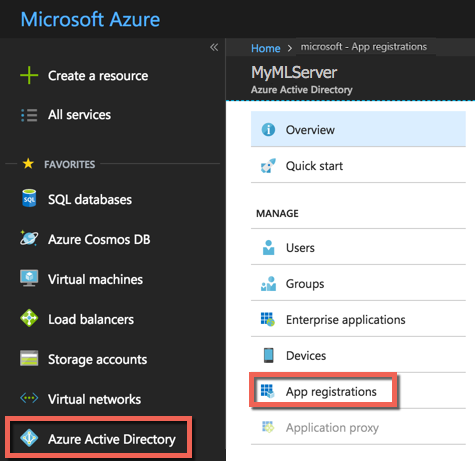 Microsoft Azure
«
Create a resource
All services
FAVORITES
SQL
SQL databases
Azure Cosmos DB
Virtual machines
Load balancers
Storage accounts
Virtual networks
Azure Active Directory
Home > microsoft - App registrations
MyMLServer
Azure Active Directory
Overview
Quick start
MANAGE
Users
Groups
Enterprise applications
Devices
App registrations
Application proxy